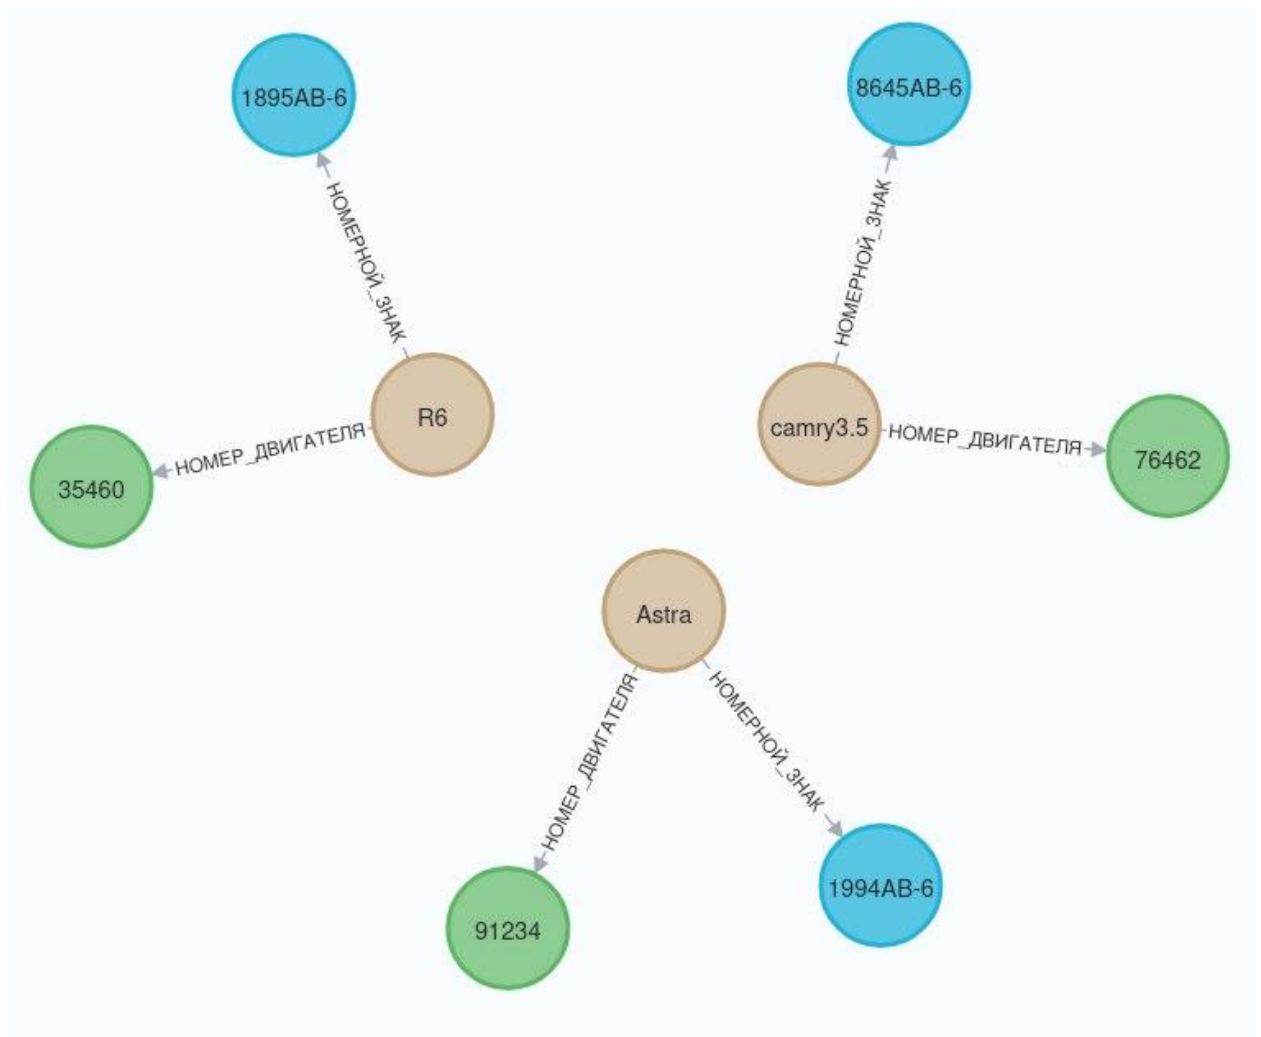 1895AB-6
8645AB-6
НОМЕРНОЙ_ЗНАК
НОМЕРНОЙ_ЗНАК
R6
camry3.5
НОМЕР_ДВИГАТЕЛЯ
НОМЕР_ДВИГАТЕЛЯ
35460
76462
Astra
НОМЕР_ДВИГАТЕЛЯ
НОМЕРНОЙ_ЗНАК
91234
1994AB-6